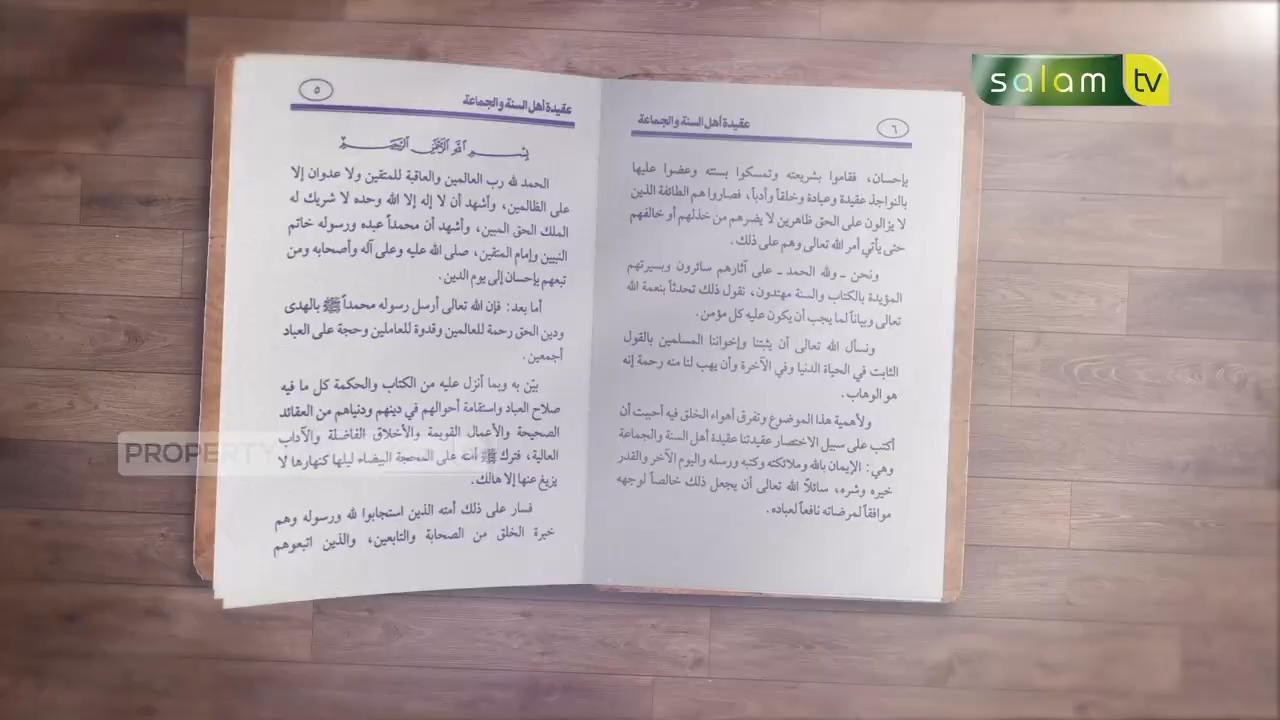 salam tv
٥
عقيدة أهل السنة والجماعة
بسم الله الرحمن الرحيم
الحمد لله رب العالمين والعاقبة للمتقين ولا عدوان إلا
على الظالمين، وأشهد أن لا إله إلا الله وحده لا شريك له
الملك الحق المبين، وأشهد أن محمداً عبده ورسوله خاتم
النبيين وإمام المتقين، صلى الله عليه وعلى آله وأصحابه ومن
تبعهم بإحسان إلى يوم الدين.
أما بعد: فإن الله تعالى أرسل رسوله محمداً ﷺ بالهدى
ودين الحق رحمة للعالمين وقدوة للعاملين وحجة على العباد
أجمعين.
بيّن به وبما أنزل عليه من الكتاب والحكمة كل ما فيه
صلاح العباد واستقامة أحوالهم في دينهم ودنياهم من العقائد
الصحيحة والأعمال القويمة والأخلاق الفاضلة والآداب
العالية، فترك ﷺ أمته على المحجة البيضاء ليلها كنهارها لا
يزيغ عنها إلا هالك.
فسار على ذلك أمته الذين استجابوا لله ورسوله وهم
خيرة الخلق من الصحابة والتابعين، والذين اتبعوهم
عقيدة أهل السنة والجماعة
٦
بإحسان، فقاموا بشريعته وتمسكوا بسنته وعضوا عليها
بالنواجذ عقيدة وعبادة وخلقاً وأدباً، فصاروا هم الطائفة الذين
لا يزالون على الحق ظاهرين لا يضرهم من خذلهم أو خالفهم
حتى يأتي أمر الله تعالى وهم على ذلك.
ونحن ـ ولله الحمد ـ على آثارهم سائرون وبسيرتهم
المؤيدة بالكتاب والسنة مهتدون، نقول ذلك تحدثاً بنعمة الله
تعالى وبياناً لما يجب أن يكون عليه كل مؤمن.
ونسأل الله تعالى أن يثبتنا وإخواننا المسلمين بالقول
الثابت في الحياة الدنيا وفي الآخرة وأن يهب لنا منه رحمة إنه
هو الوهاب.
ولأهمية هذا الموضوع وتفرق أهواء الخلق فيه أحببت أن
أكتب على سبيل الاختصار عقيدتنا عقيدة أهل السنة والجماعة
وهي: الإيمان بالله وملائكته وكتبه ورسله واليوم الآخر والقدر
خيره وشره، سائلاً الله تعالى أن يجعل ذلك خالصاً لوجهه
موافقاً لمرضاته نافعاً لعباده.
PROPERTY